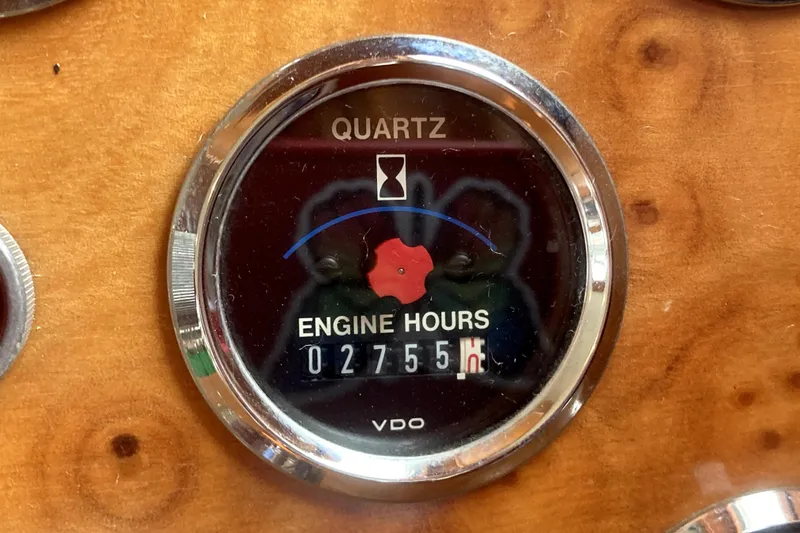 QUARTZ
ENGINE HOURS
02755
VDO